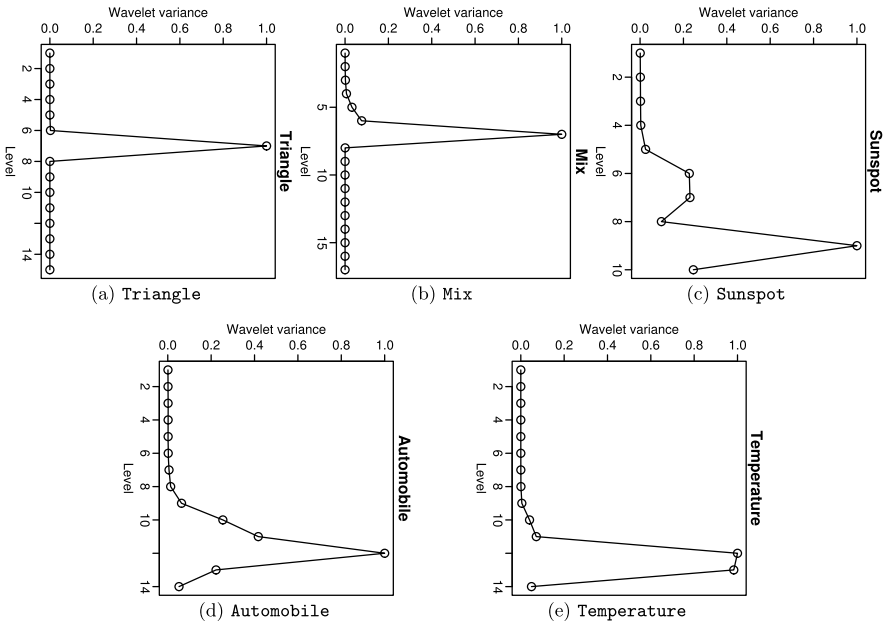 Wavelet variance
0.0 0.2 0.4 0.6 0.8 1.0
2 4 6 8 10 14
Level
Triangle
(a) Triangle
Wavelet variance
0.0 0.2 0.4 0.6 0.8 1.0
5 10 15
Level
Mix
(b) Mix
Wavelet variance
0.0 0.2 0.4 0.6 0.8 1.0
2 4 6 8 10
Level
Sunspot
(c) Sunspot
Wavelet variance
0.0 0.2 0.4 0.6 0.8 1.0
2 4 6 8 10 14
Level
Automobile
(d) Automobile
Wavelet variance
0.0 0.2 0.4 0.6 0.8 1.0
2 4 6 8 10 14
Level
Temperature
(e) Temperature